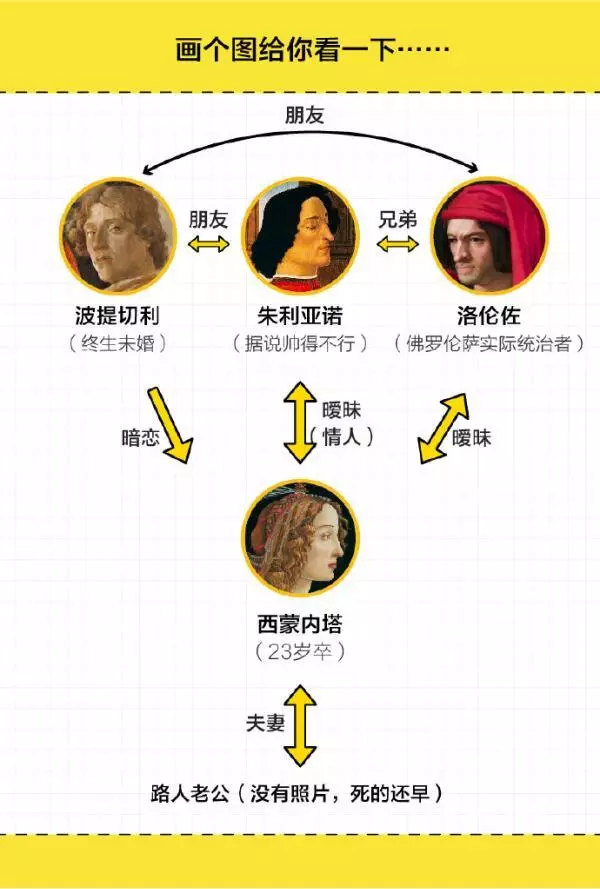 画个图给你看一下……
朋友
朋友
兄弟
波提切利
朱利亚诺
洛伦佐
（终生未婚）
（据说帅得不行）
（佛罗伦萨实际统治者）
暗恋
暧昧
（情人）
暧昧
西蒙内塔
（23岁卒）
夫妻
路人老公（没有照片，死的还早）